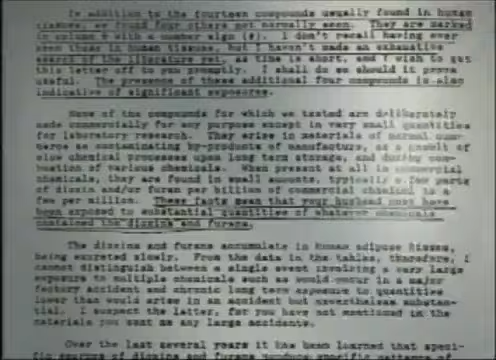 In addition to the fourteen compounds usually found in human
tissues, we found four others not normally seen. They are marked
in column # with a number sign (#). I don't recall having ever
seen these in human tissue, but I haven't made an exhaustive
search of the literature yet, as time is short, and I wish to get
this letter off to you promptly. I shall do so should it prove
useful. The presence of these additional four compounds is also
indicative of significant exposures.
None of the compounds for which we tested are deliberately
made commercially for any purpose except in very small quantities
for laboratory research. They arise in materials of normal com-
merce as contaminating by-products of manufacture, as a result of
slow chemical processes upon long term storage, and during com-
bustion of various chemicals. When present at all in commercial
chemicals, they are found in small amounts, typically a few parts
of dioxin and/or furan per billion of commercial chemical to a
few per million. These facts mean that your husband must have
been exposed to substantial quantities of whatever chemicals
contained the dioxins and furans.
The dioxins and furans accumulate in human adipose tissue,
being excreted slowly. From the data in the tables, therefore, I
cannot distinguish between a single event involving a very large
exposure to multiple chemicals such as would occur in a major
factory accident and chronic long term exposure to quantities
lower than would arise in an accident but nevertheless substan-
tial. I suspect the latter, for you have not mentioned in the
materials you sent me any large accidents.
Over the last several years it has been learned that speci-
fic sources of dioxins and furans produce specific patterns of